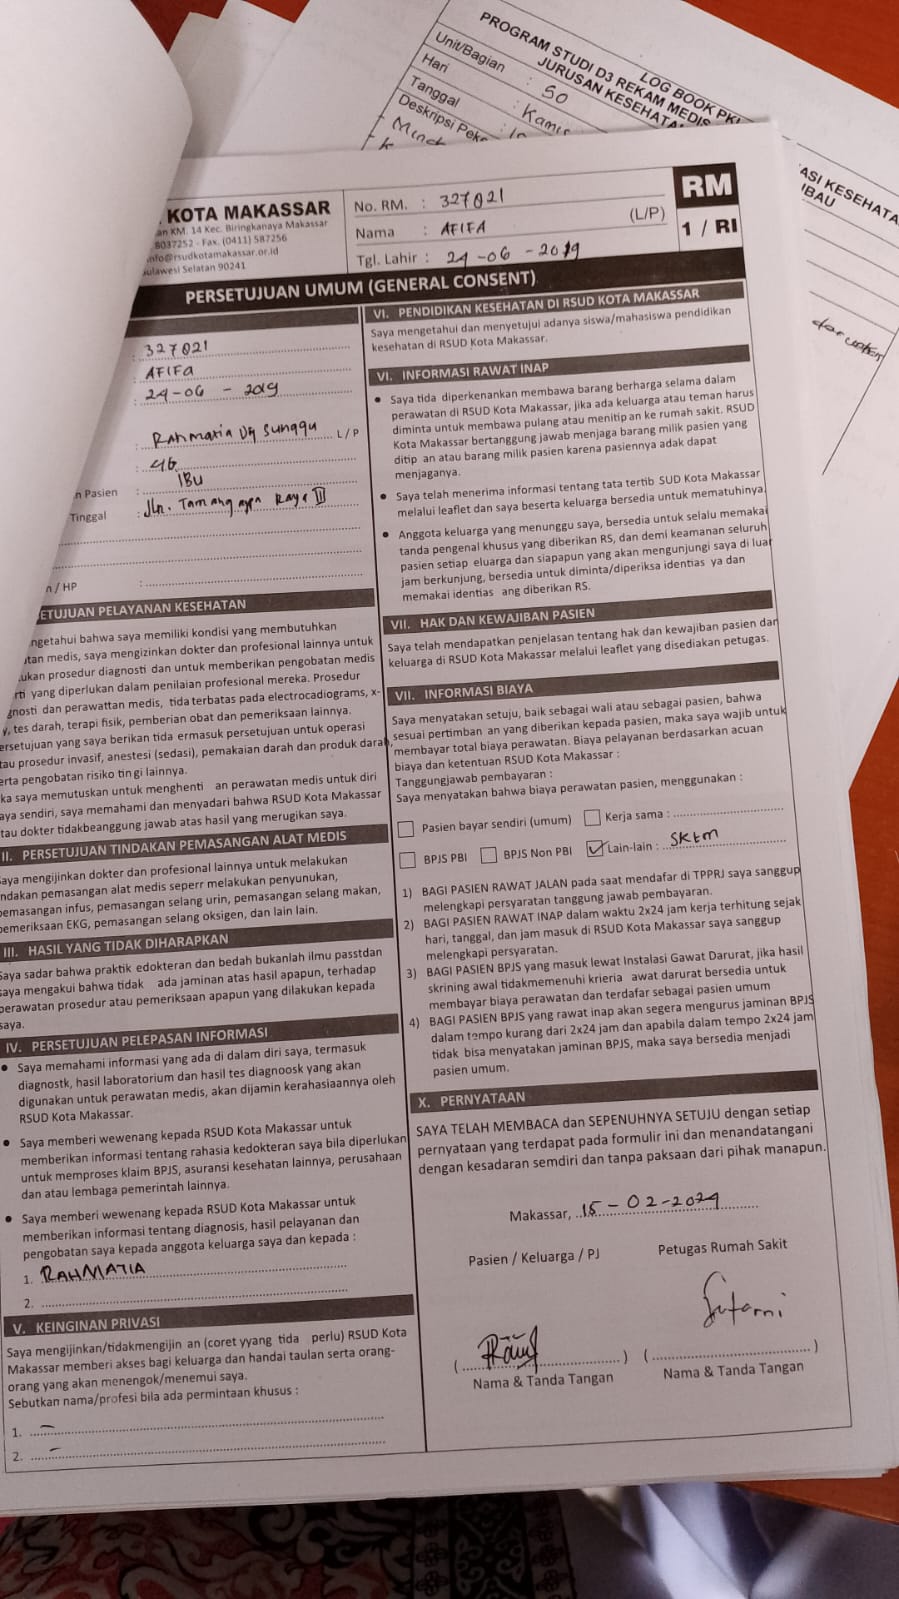 LOG BOOK PKL
PROGRAM STUDI D3 REKAM MEDIS
JURUSAN KESEHATA
Unit/Bagian : 50
Hari : Kamis
Tanggal :
Deskripsi Peke
ASI KESEHATA
IBAU
KOTA MAKASSAR
an KM. 14 Kec. Biringkanaya Makassar
8037252 - Fax. (0411) 587256
info@rsudkotamakassar.or.id
ulawesi Selatan 90241
No. RM. : 327021
Nama : AFIFA (L/P)
Tgl. Lahir : 24-06-2019
RM
1 / RI
PERSETUJUAN UMUM (GENERAL CONSENT)
: 327021
: AFIFA
: 24-06 - 2019
: Rahmatia Dg Sunggu L/P
: 46
n Pasien : IBU
Tinggal : Jln. Tamangapa Raya III
n / HP :
ETUJUAN PELAYANAN KESEHATAN
ngetahui bahwa saya memiliki kondisi yang membutuhkan
tan medis, saya mengizinkan dokter dan profesional lainnya untuk
ukan prosedur diagnosti dan untuk memberikan pengobatan medis
rti yang diperlukan dalam penilaian profesional mereka. Prosedur
gnosti dan perawattan medis, tida terbatas pada electrocadiograms, x-
y, tes darah, terapi fisik, pemberian obat dan pemeriksaan lainnya.
ersetujuan yang saya berikan tida ermasuk persetujuan untuk operasi
tau prosedur invasif, anestesi (sedasi), pemakaian darah dan produk darah,
erta pengobatan risiko tin gi lainnya.
ka saya memutuskan untuk menghenti an perawatan medis untuk diri
aya sendiri, saya memahami dan menyadari bahwa RSUD Kota Makassar
tau dokter tidakbeanggung jawab atas hasil yang merugikan saya.
II. PERSETUJUAN TINDAKAN PEMASANGAN ALAT MEDIS
Saya mengijinkan dokter dan profesional lainnya untuk melakukan
ndakan pemasangan alat medis seperr melakukan penyunukan,
pemasangan infus, pemasangan selang urin, pemasangan selang makan,
pemeriksaan EKG, pemasangan selang oksigen, dan lain lain.
III. HASIL YANG TIDAK DIHARAPKAN
Saya sadar bahwa praktik edokteran dan bedah bukanlah ilmu passtdan
saya mengakui bahwa tidak ada jaminan atas hasil apapun, terhadap
perawatan prosedur atau pemeriksaan apapun yang dilakukan kepada
saya.
IV. PERSETUJUAN PELEPASAN INFORMASI
● Saya memahami informasi yang ada di dalam diri saya, termasuk
diagnostk, hasil laboratorium dan hasil tes diagnoosk yang akan
digunakan untuk perawatan medis, akan dijamin kerahasiaannya oleh
RSUD Kota Makassar.
● Saya memberi wewenang kepada RSUD Kota Makassar untuk
memberikan informasi tentang rahasia kedokteran saya bila diperlukan
untuk memproses klaim BPJS, asuransi kesehatan lainnya, perusahaan
dan atau lembaga pemerintah lainnya.
● Saya memberi wewenang kepada RSUD Kota Makassar untuk
memberikan informasi tentang diagnosis, hasil pelayanan dan
pengobatan saya kepada anggota keluarga saya dan kepada :
1. RAHMATIA
2.
V. KEINGINAN PRIVASI
Saya mengijinkan/tidakmengijin an (coret yyang tida perlu) RSUD Kota
Makassar memberi akses bagi keluarga dan handai taulan serta orang-
orang yang akan menengok/menemui saya.
Sebutkan nama/profesi bila ada permintaan khusus :
1. -
2. -
VI. PENDIDIKAN KESEHATAN DI RSUD KOTA MAKASSAR
Saya mengetahui dan menyetujui adanya siswa/mahasiswa pendidikan
kesehatan di RSUD Kota Makassar.
VI. INFORMASI RAWAT INAP
● Saya tida diperkenankan membawa barang berharga selama dalam
perawatan di RSUD Kota Makassar, jika ada keluarga atau teman harus
diminta untuk membawa pulang atau menitip an ke rumah sakit. RSUD
Kota Makassar bertanggung jawab menjaga barang milik pasien yang
ditip an atau barang milik pasien karena pasiennya adak dapat
menjaganya.
● Saya telah menerima informasi tentang tata tertib SUD Kota Makassar
melalui leaflet dan saya beserta keluarga bersedia untuk mematuhinya.
● Anggota keluarga yang menunggu saya, bersedia untuk selalu memakai
tanda pengenal khusus yang diberikan RS, dan demi keamanan seluruh
pasien setiap eluarga dan siapapun yang akan mengunjungi saya di luar
jam berkunjung, bersedia untuk diminta/diperiksa identias ya dan
memakai identias ang diberikan RS.
VII. HAK DAN KEWAJIBAN PASIEN
Saya telah mendapatkan penjelasan tentang hak dan kewajiban pasien dan
keluarga di RSUD Kota Makassar melalui leaflet yang disediakan petugas.
VII. INFORMASI BIAYA
Saya menyatakan setuju, baik sebagai wali atau sebagai pasien, bahwa
sesuai pertimban an yang diberikan kepada pasien, maka saya wajib untuk
membayar total biaya perawatan. Biaya pelayanan berdasarkan acuan
biaya dan ketentuan RSUD Kota Makassar :
Tanggungjawab pembayaran :
Saya menyatakan bahwa biaya perawatan pasien, menggunakan :
Pasien bayar sendiri (umum) Kerja sama :
BPJS PBI BPJS Non PBI ✓ Lain-lain : SKTM
1) BAGI PASIEN RAWAT JALAN pada saat mendafar di TPPRJ saya sanggup
melengkapi persyaratan tanggung jawab pembayaran.
2) BAGI PASIEN RAWAT INAP dalam waktu 2x24 jam kerja terhitung sejak
hari, tanggal, dan jam masuk di RSUD Kota Makassar saya sanggup
melengkapi persyaratan.
3) BAGI PASIEN BPJS yang masuk lewat Instalasi Gawat Darurat, jika hasil
skrining awal tidakmemenuhi krieria awat darurat bersedia untuk
membayar biaya perawatan dan terdafar sebagai pasien umum
4) BAGI PASIEN BPJS yang rawat inap akan segera mengurus jaminan BPJS
dalam tempo kurang dari 2x24 jam dan apabila dalam tempo 2x24 jam
tidak bisa menyatakan jaminan BPJS, maka saya bersedia menjadi
pasien umum.
X. PERNYATAAN
SAYA TELAH MEMBACA dan SEPENUHNYA SETUJU dengan setiap
pernyataan yang terdapat pada formulir ini dan menandatangani
dengan kesadaran semdiri dan tanpa paksaan dari pihak manapun.
Makassar, 15-02-2024
Pasien / Keluarga / PJ Petugas Rumah Sakit
Sutarni
( ) ( )
Nama & Tanda Tangan Nama & Tanda Tangan